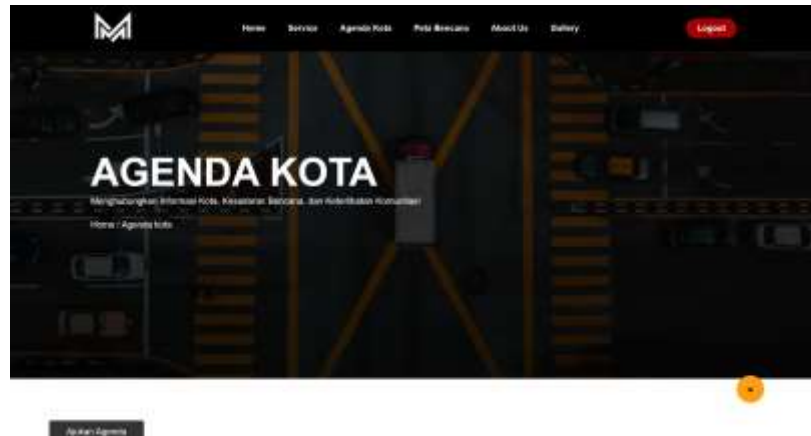 Home Service Agenda Kota Peta Bencana About Us Gallery Logout
AGENDA KOTA
Menghubungkan Informasi Kota, Kesadaran Bencana, dan Keterlibatan Komunitas
Home / Agenda kota
Ajukan Agenda